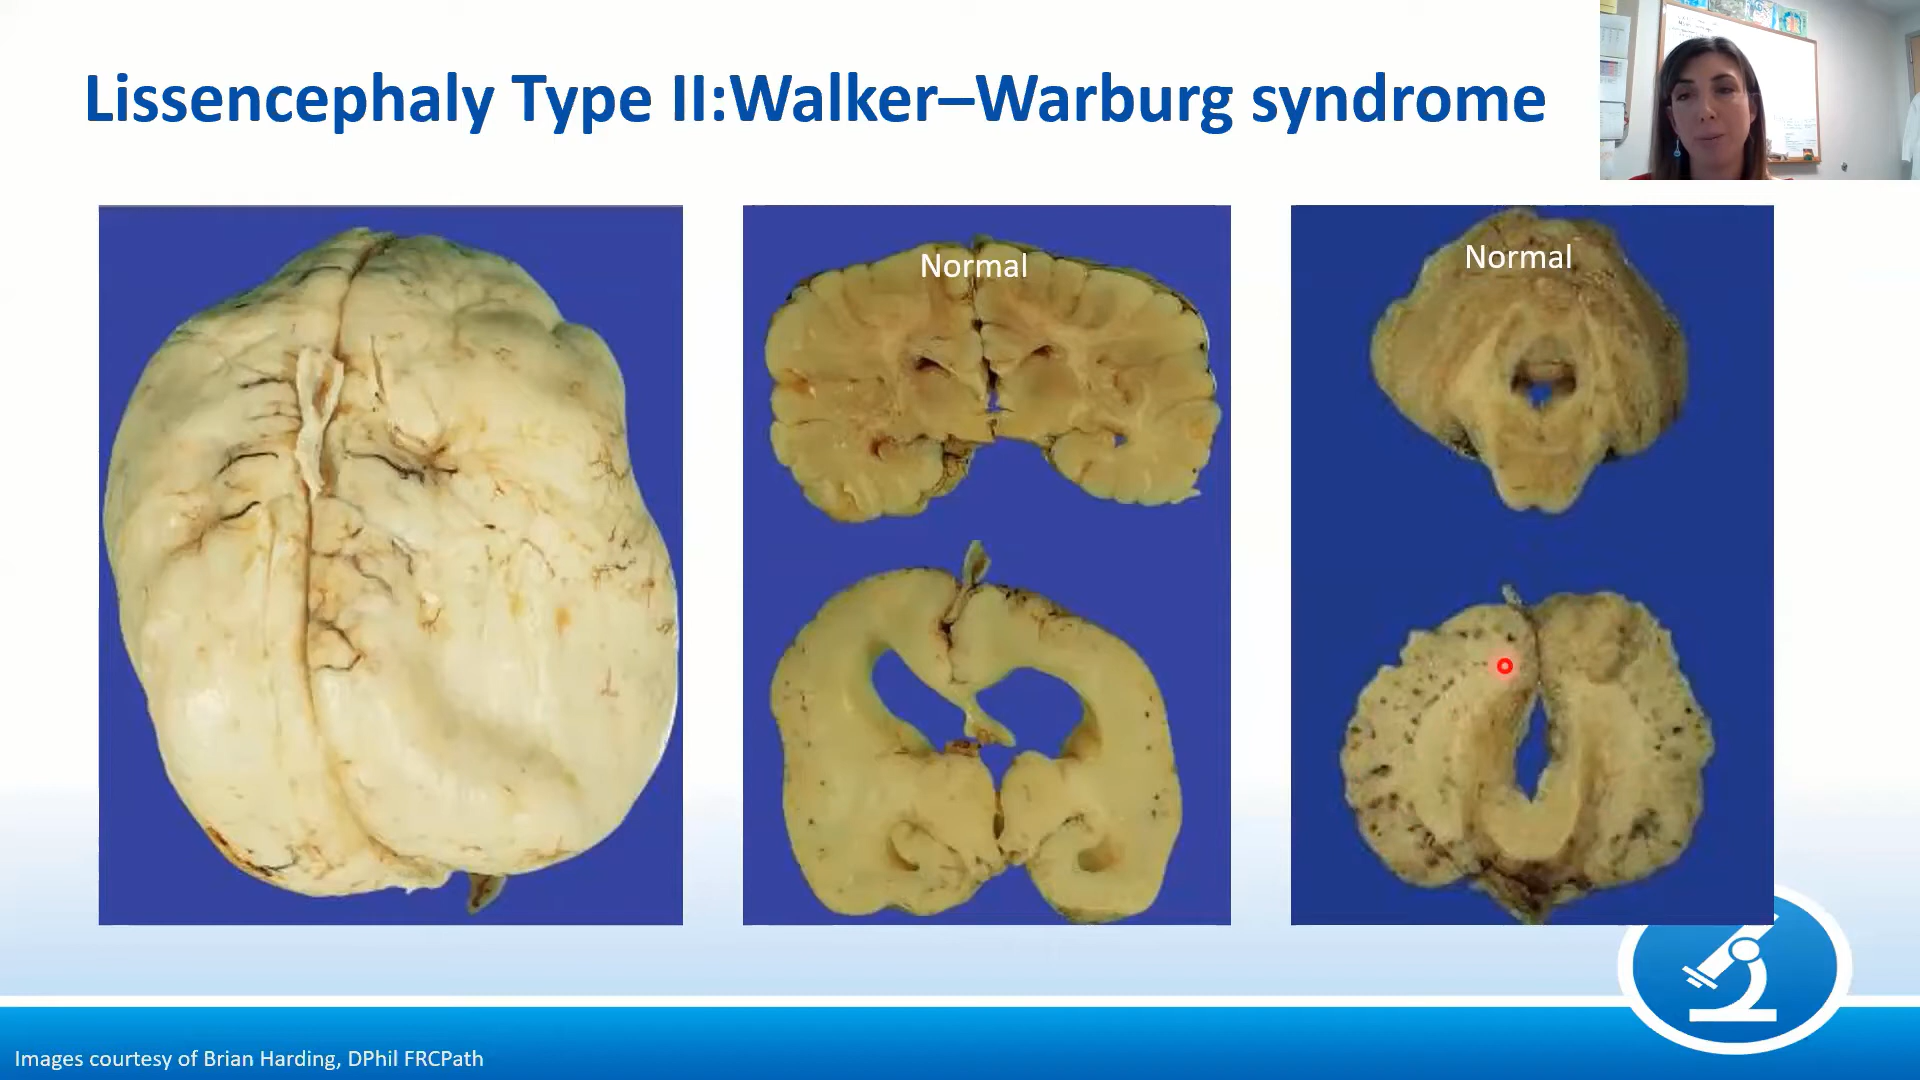 Lissencephaly Type II:Walker–Warburg syndrome
Normal
Normal
Images courtesy of Brian Harding, DPhil FRCPath